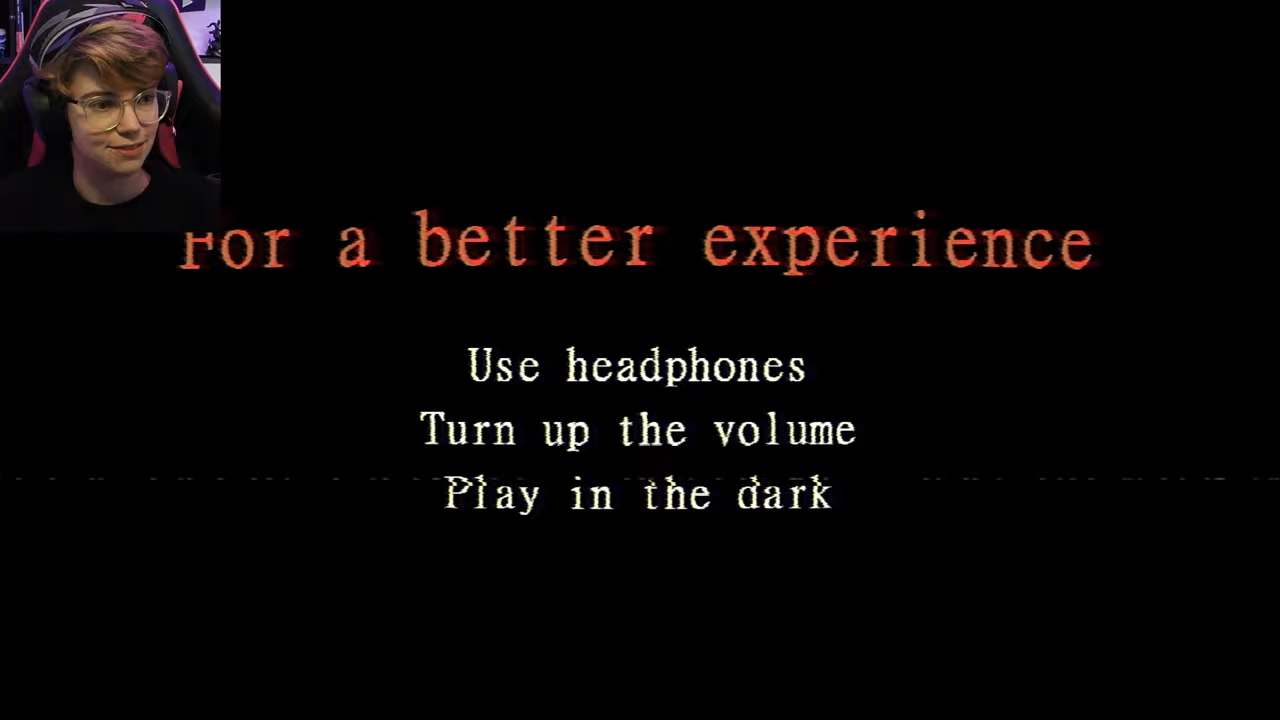 For a better experience
Use headphones
Turn up the volume
Play in the dark